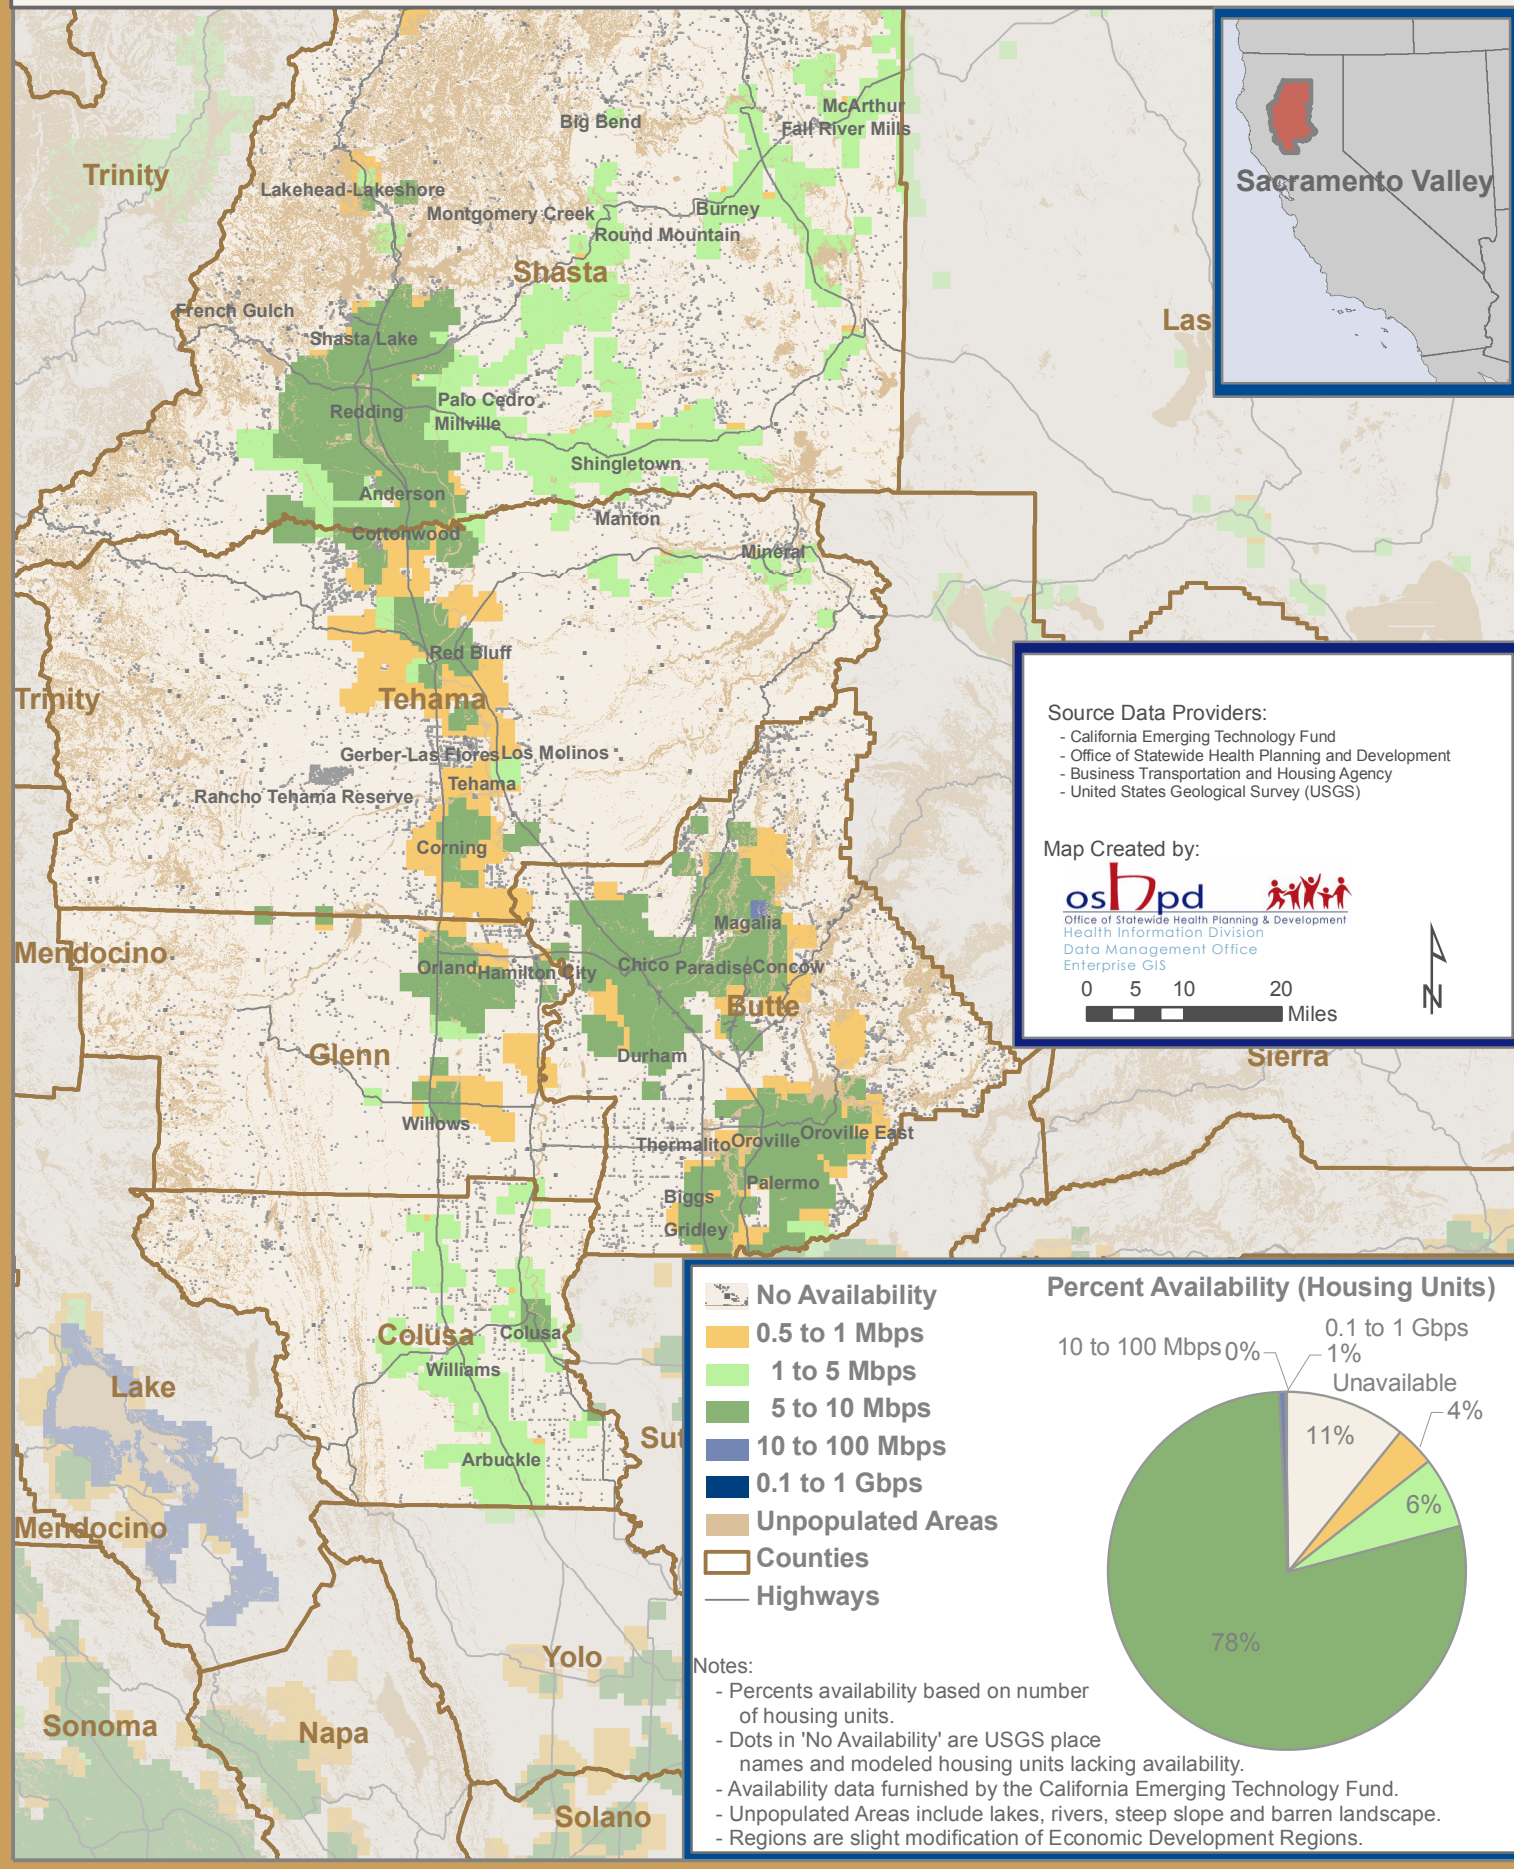 Trinity
Big Bend
McArthur
Fall River Mills
Lakehead-Lakeshore
Montgomery Creek
Burney
Round Mountain
Shasta
French Gulch
Shasta Lake
Las
Palo Cedro
Redding
Millville
Shingletown
Anderson
Manton
Cottonwood
Mineral
Red Bluff
Trinity
Tehama
Gerber-Las Flores
Los Molinos
Tehama
Rancho Tehama Reserve
Corning
Magalia
Mendocino
Orland
Hamilton City
Chico
Paradise
Concow
Butte
Glenn
Durham
Sierra
Willows
Thermalito
Oroville
Oroville East
Palermo
Biggs
Gridley
Colusa
Colusa
Williams
Lake
Sut
Arbuckle
Mendocino
Yolo
Sonoma
Napa
Solano
Sacramento Valley
Source Data Providers:
- California Emerging Technology Fund
- Office of Statewide Health Planning and Development
- Business Transportation and Housing Agency
- United States Geological Survey (USGS)
Map Created by:
oshpd
Office of Statewide Health Planning & Development
Health Information Division
Data Management Office
Enterprise GIS
0 5 10 20
Miles
N
No Availability
0.5 to 1 Mbps
1 to 5 Mbps
5 to 10 Mbps
10 to 100 Mbps
0.1 to 1 Gbps
Unpopulated Areas
Counties
Highways
Percent Availability (Housing Units)
10 to 100 Mbps 0%
0.1 to 1 Gbps
1%
Unavailable
11%
4%
6%
78%
Notes:
- Percents availability based on number
of housing units.
- Dots in 'No Availability' are USGS place
names and modeled housing units lacking availability.
- Availability data furnished by the California Emerging Technology Fund.
- Unpopulated Areas include lakes, rivers, steep slope and barren landscape.
- Regions are slight modification of Economic Development Regions.